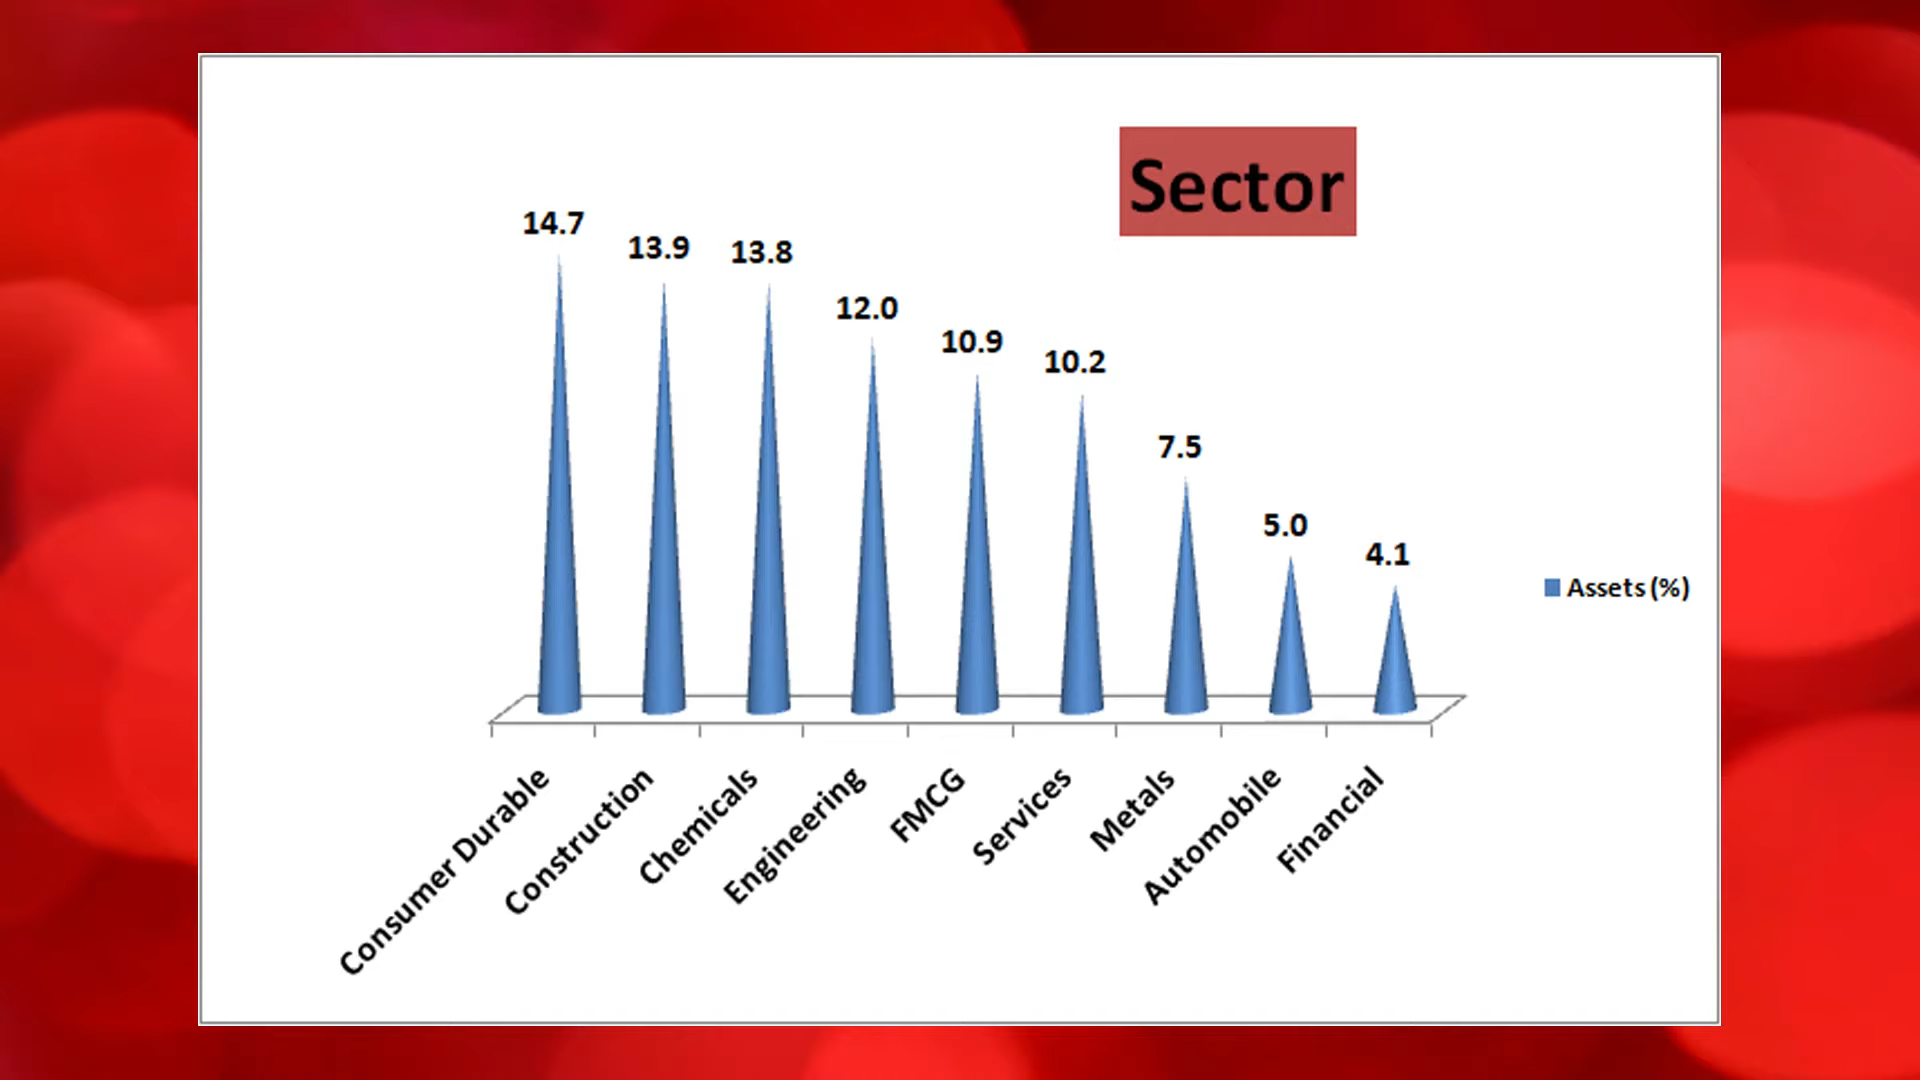 Sector
14.7
13.9
13.8
12.0
10.9
10.2
7.5
5.0
4.1
Assets (%)
Consumer Durable
Construction
Chemicals
Engineering
FMCG
Services
Metals
Automobile
Financial